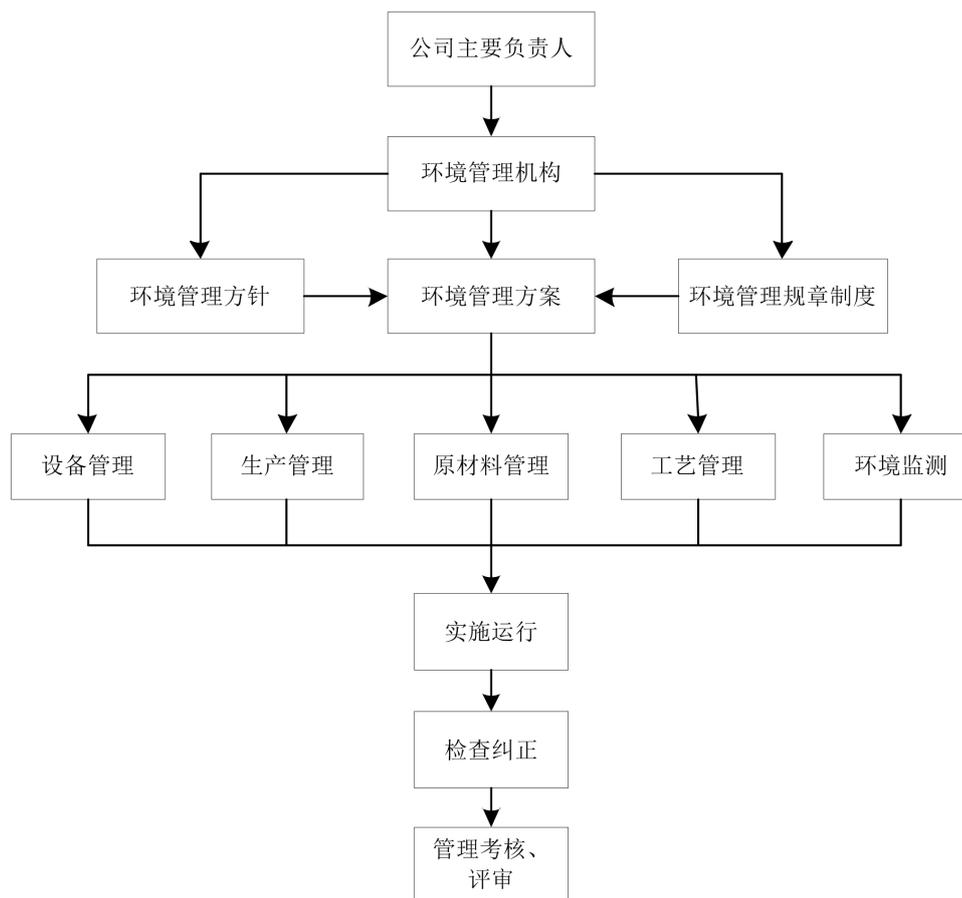 公司主要负责人
环境管理机构
环境管理方针
环境管理方案
环境管理规章制度
设备管理
生产管理
原材料管理
工艺管理
环境监测
实施运行
检查纠正
管理考核、
评审